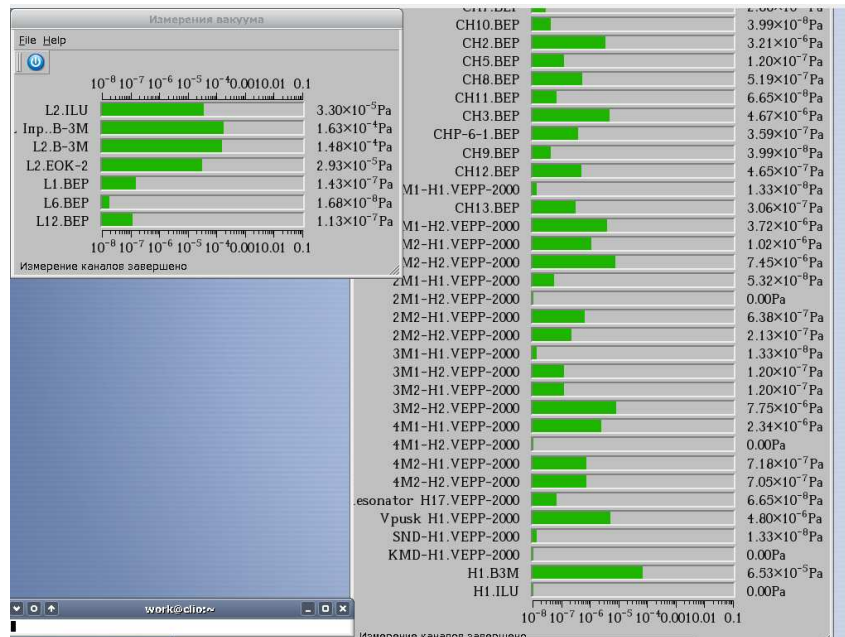 Измерения вакуума
File Help
10⁻⁸ 10⁻⁷ 10⁻⁶ 10⁻⁵ 10⁻⁴ 0.001 0.01 0.1
L2.ILU 3.30×10⁻⁵Pa
. Inp..B-3M 1.63×10⁻⁴Pa
L2.B-3M 1.48×10⁻⁴Pa
L2.EOK-2 2.93×10⁻⁵Pa
L1.BEP 1.43×10⁻⁷Pa
L6.BEP 1.68×10⁻⁸Pa
L12.BEP 1.13×10⁻⁷Pa
10⁻⁸ 10⁻⁷ 10⁻⁶ 10⁻⁵ 10⁻⁴ 0.001 0.01 0.1
Измерение каналов завершено
CH10.BEP 3.99×10⁻⁸Pa
CH2.BEP 3.21×10⁻⁶Pa
CH5.BEP 1.20×10⁻⁷Pa
CH8.BEP 5.19×10⁻⁷Pa
CH11.BEP 6.65×10⁻⁸Pa
CH3.BEP 4.67×10⁻⁶Pa
CHP-6-1.BEP 3.59×10⁻⁷Pa
CH9.BEP 3.99×10⁻⁸Pa
CH12.BEP 4.65×10⁻⁷Pa
M1-H1.VEPP-2000 1.33×10⁻⁸Pa
CH13.BEP 3.06×10⁻⁷Pa
M1-H2.VEPP-2000 3.72×10⁻⁶Pa
M2-H1.VEPP-2000 1.02×10⁻⁶Pa
M2-H2.VEPP-2000 7.45×10⁻⁶Pa
2M1-H1.VEPP-2000 5.32×10⁻⁸Pa
2M1-H2.VEPP-2000 0.00Pa
2M2-H1.VEPP-2000 6.38×10⁻⁷Pa
2M2-H2.VEPP-2000 2.13×10⁻⁷Pa
3M1-H1.VEPP-2000 1.33×10⁻⁸Pa
3M1-H2.VEPP-2000 1.20×10⁻⁷Pa
3M2-H1.VEPP-2000 1.20×10⁻⁷Pa
3M2-H2.VEPP-2000 7.75×10⁻⁶Pa
4M1-H1.VEPP-2000 2.34×10⁻⁶Pa
4M1-H2.VEPP-2000 0.00Pa
4M2-H1.VEPP-2000 7.18×10⁻⁷Pa
4M2-H2.VEPP-2000 7.05×10⁻⁷Pa
esonator H17.VEPP-2000 6.65×10⁻⁸Pa
Vpusk H1.VEPP-2000 4.80×10⁻⁶Pa
SND-H1.VEPP-2000 1.33×10⁻⁸Pa
KMD-H1.VEPP-2000 0.00Pa
H1.B3M 6.53×10⁻⁵Pa
H1.ILU 0.00Pa
10⁻⁸ 10⁻⁷ 10⁻⁶ 10⁻⁵ 10⁻⁴ 0.001 0.01 0.1
Измерение каналов завершено
work@clio:~